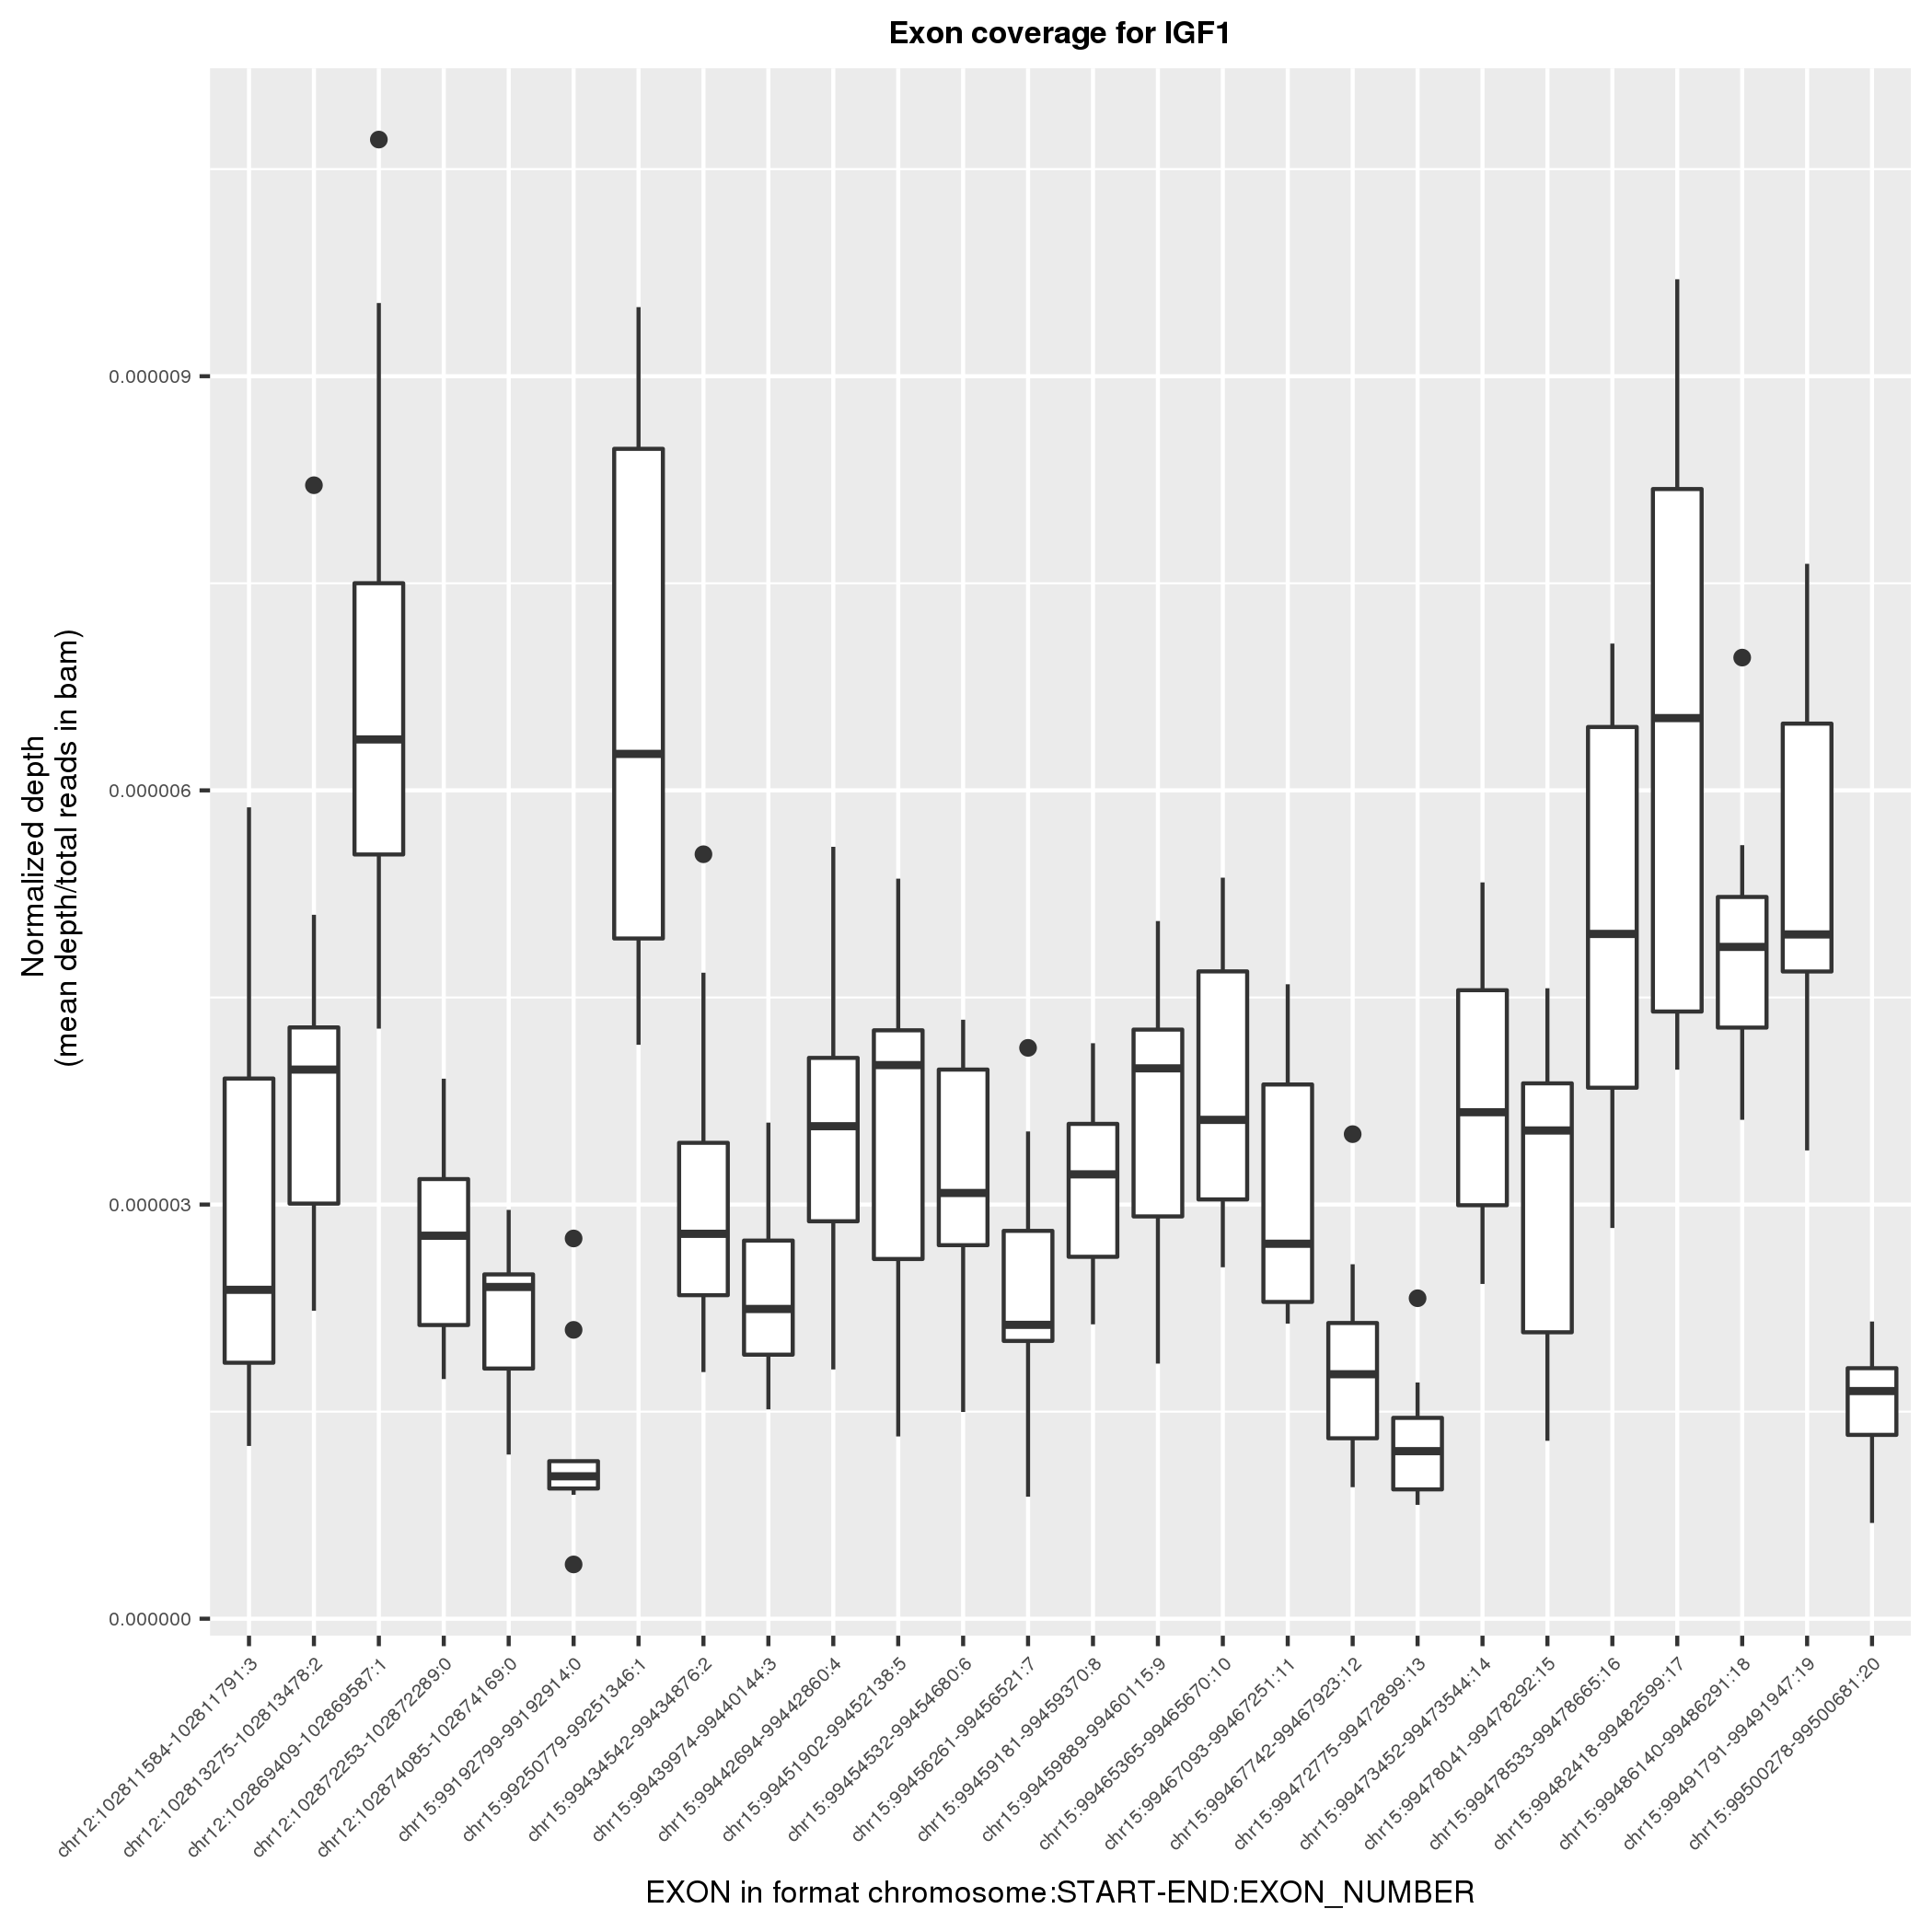 Exon coverage for IGF1
Normalized depth
(mean depth/total reads in bam)
0.000009
0.000006
0.000003
0.000000
chr12:102811584-102811791:3
chr12:102813275-102813478:2
chr12:102869409-102869587:1
chr12:102872253-102872289:0
chr12:102874085-102874169:0
chr15:99192799-99192914:0
chr15:99250779-99251346:1
chr15:99434542-99434876:2
chr15:99439974-99440144:3
chr15:99442694-99442860:4
chr15:99451902-99452138:5
chr15:99454532-99454680:6
chr15:99456261-99456521:7
chr15:99459181-99459370:8
chr15:99459889-99460115:9
chr15:99465365-99465670:10
chr15:99467093-99467251:11
chr15:99467742-99467923:12
chr15:99472775-99472899:13
chr15:99473452-99473544:14
chr15:99478041-99478292:15
chr15:99478533-99478665:16
chr15:99482418-99482599:17
chr15:99486140-99486291:18
chr15:99491791-99491947:19
chr15:99500278-99500681:20
EXON in format chromosome:START-END:EXON_NUMBER